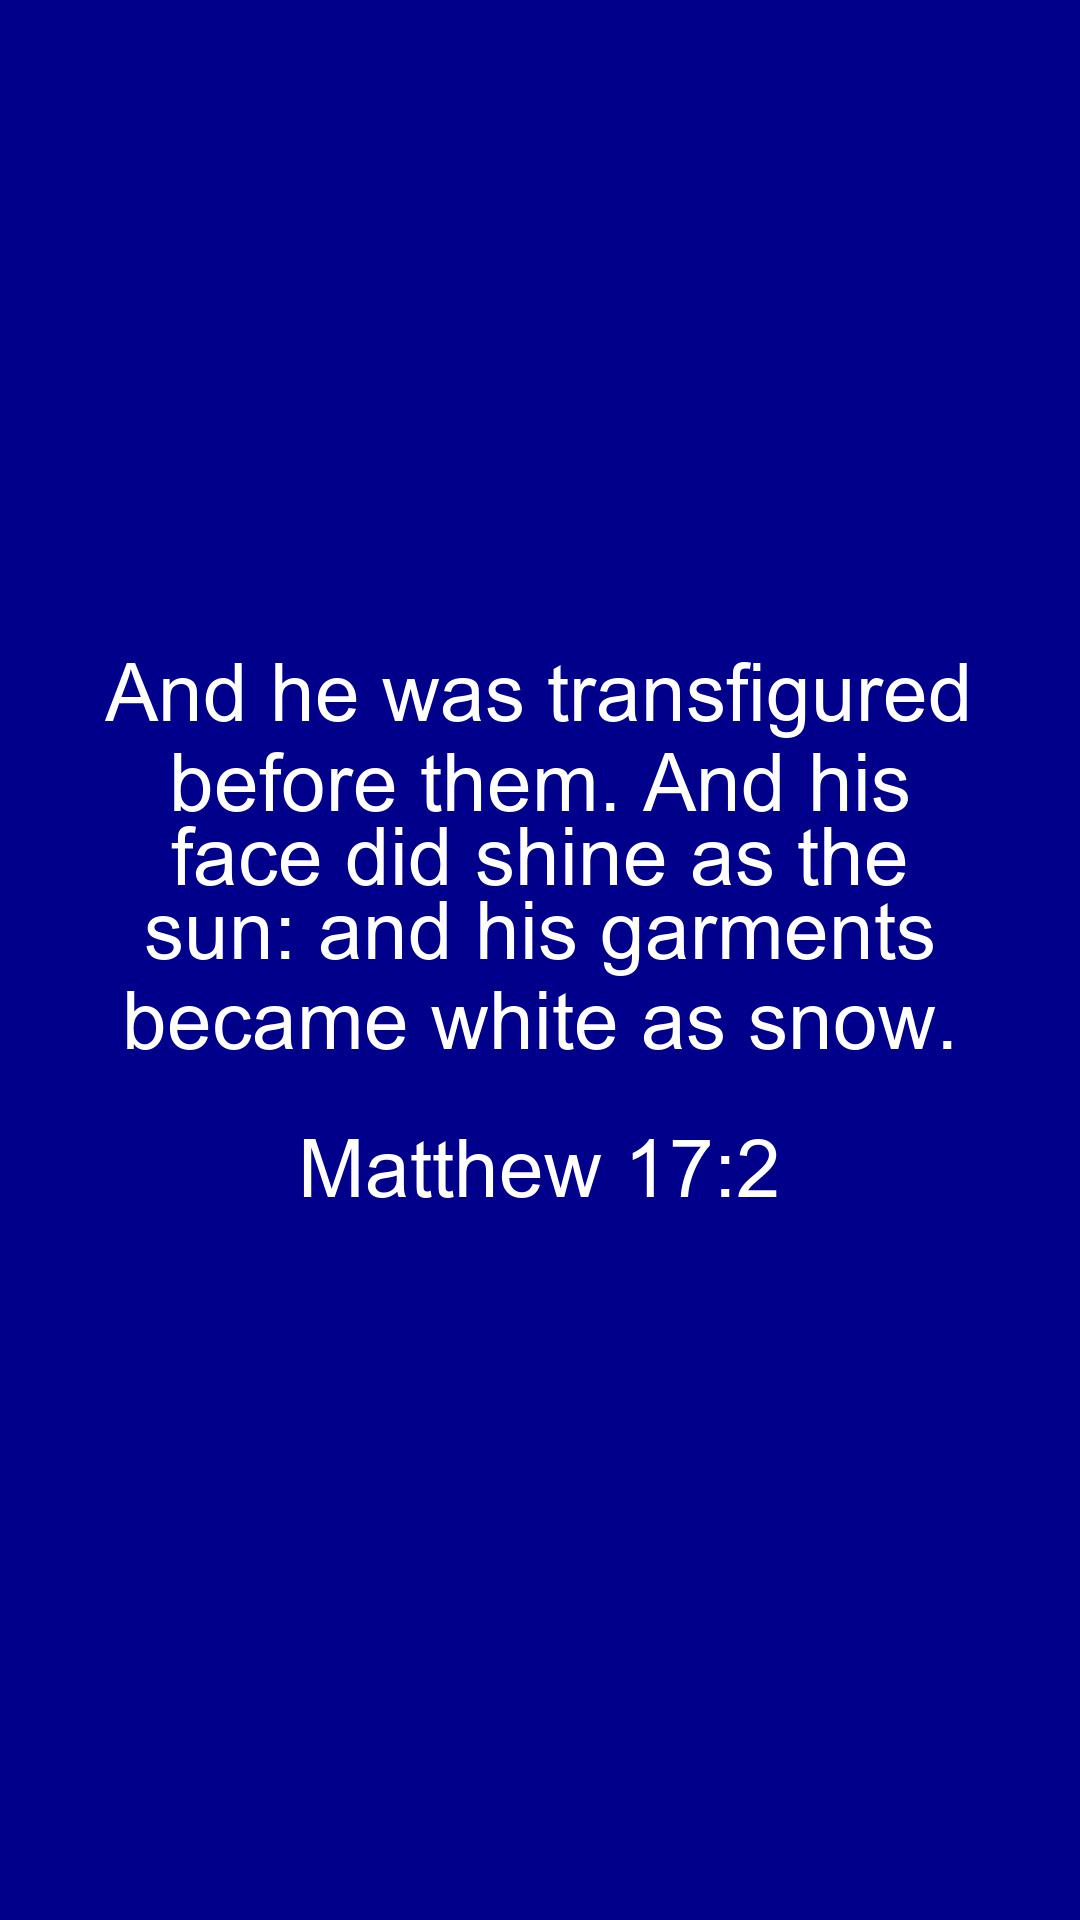 And he was transfigured
before them. And his
face did shine as the
sun: and his garments
became white as snow.
Matthew 17:2